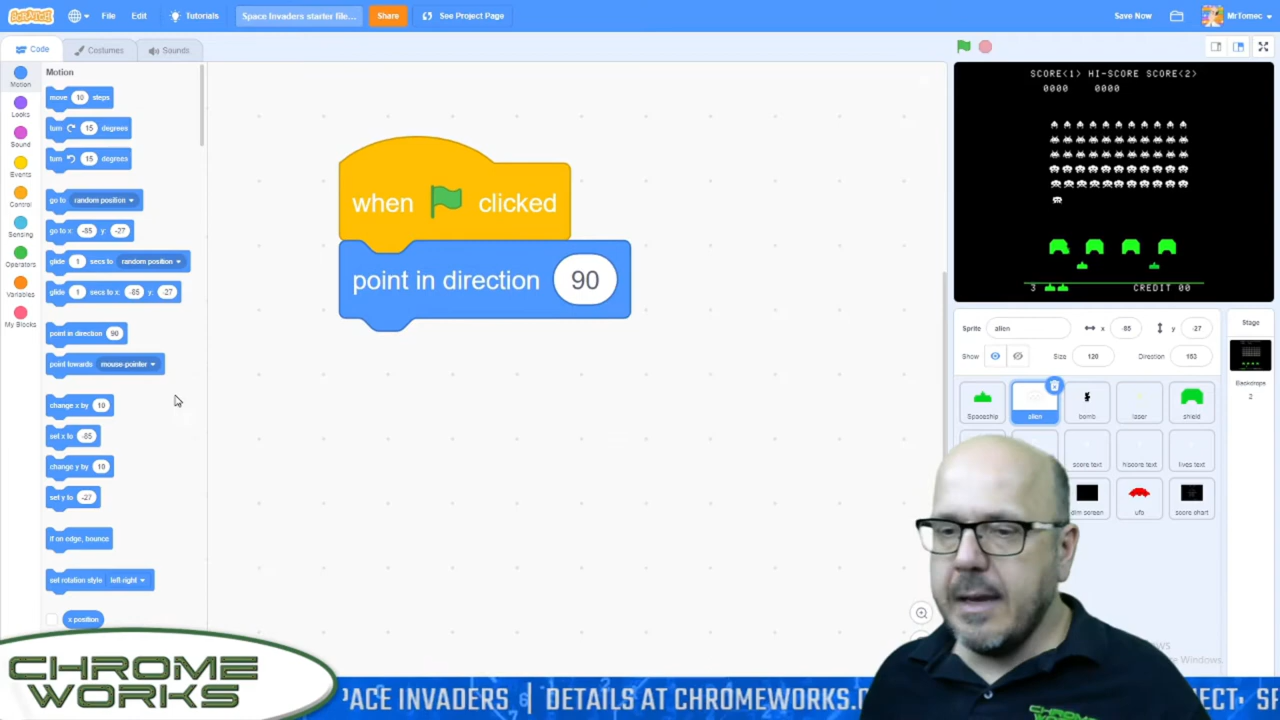 SCRATCH File Edit Tutorials Space Invaders starter file... Share See Project Page Save Now MrTomec
Code Costumes Sounds
Motion
Looks
Sound
Events
Control
Sensing
Operators
Variables
My Blocks
Motion
move 10 steps
turn 15 degrees
turn 15 degrees
go to random position
go to x: -85 y: -27
glide 1 secs to random position
glide 1 secs to x: -85 y: -27
point in direction 90
point towards mouse-pointer
change x by 10
set x to -85
change y by 10
set y to -27
if on edge, bounce
set rotation style left-right
x position
when clicked
point in direction 90
SCORE<1> HI-SCORE SCORE<2>
0000 0000
3 CREDIT 00
Sprite alien x -85 y -27
Show Size 120 Direction 153
Stage
Backdrops
2
Spaceship alien bomb laser shield
score text hiscore text lives text
dim screen ufo score chart
Windows.
CHROME
WORKS
PACE INVADERS | DETAILS AT CHROMEWORKS.C
JECT- SP
CHROME